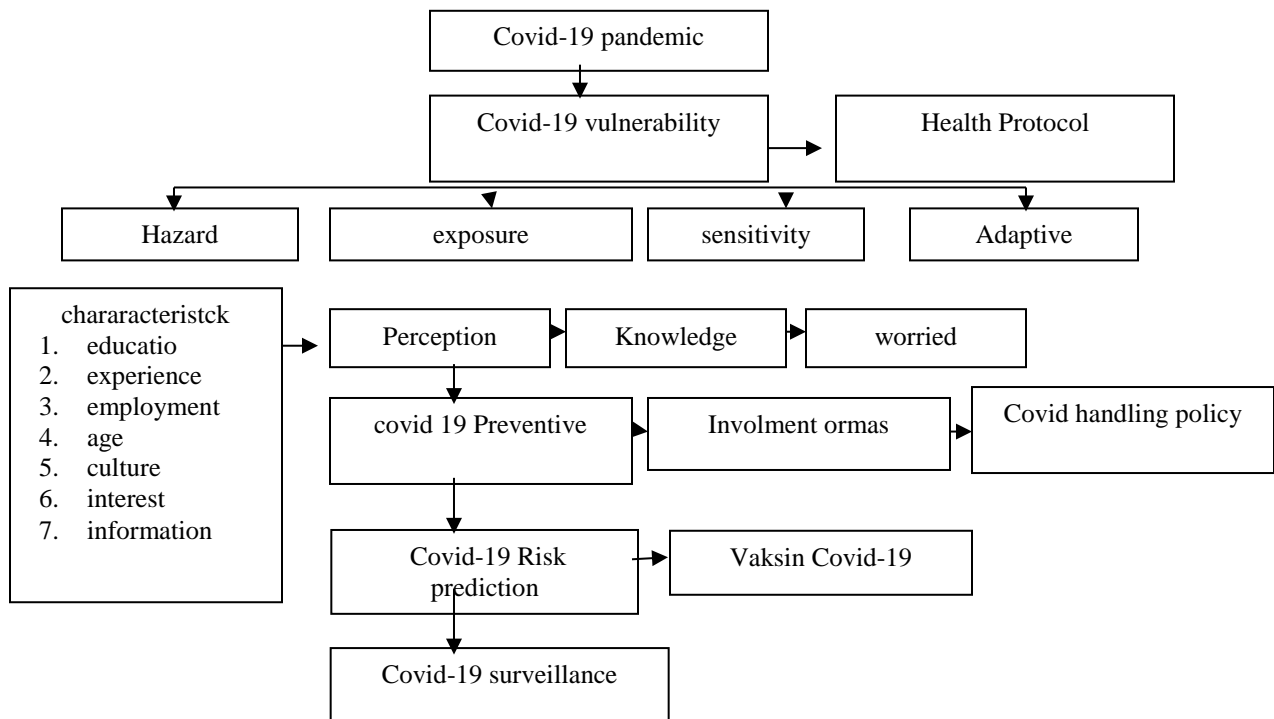 Covid-19 pandemic
Covid-19 vulnerability
Health Protocol
Hazard
exposure
sensitivity
Adaptive
chararacteristck
1. educatio
2. experience
3. employment
4. age
5. culture
6. interest
7. information
Perception
Knowledge
worried
covid 19 Preventive
Involment ormas
Covid handling policy
Covid-19 Risk
prediction
Vaksin Covid-19
Covid-19 surveillance